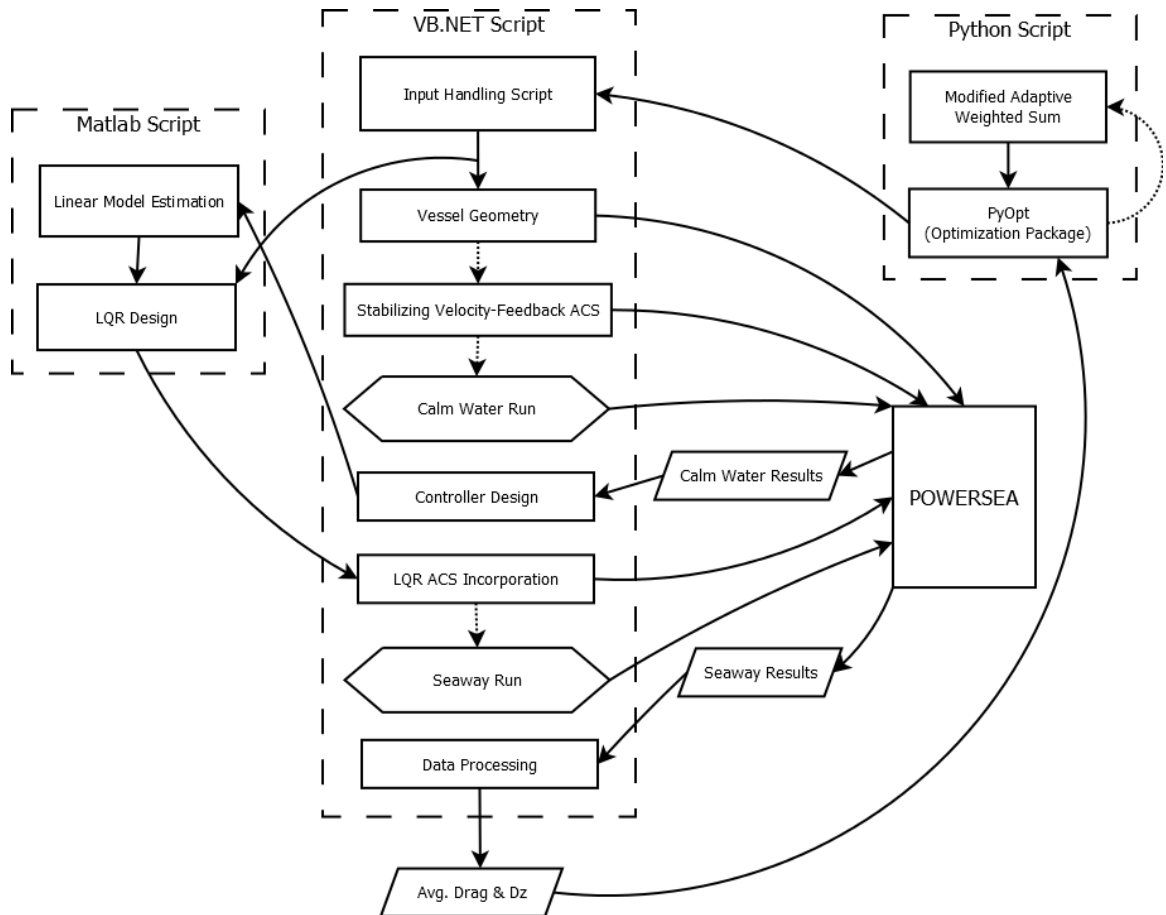 VB.NET Script
Python Script
Input Handling Script
Modified Adaptive
Weighted Sum
Matlab Script
Linear Model Estimation
Vessel Geometry
PyOpt
(Optimization Package)
LQR Design
Stabilizing Velocity-Feedback ACS
Calm Water Run
Calm Water Results
Controller Design
POWERSEA
LQR ACS Incorporation
Seaway Run
Seaway Results
Data Processing
Avg. Drag & Dz